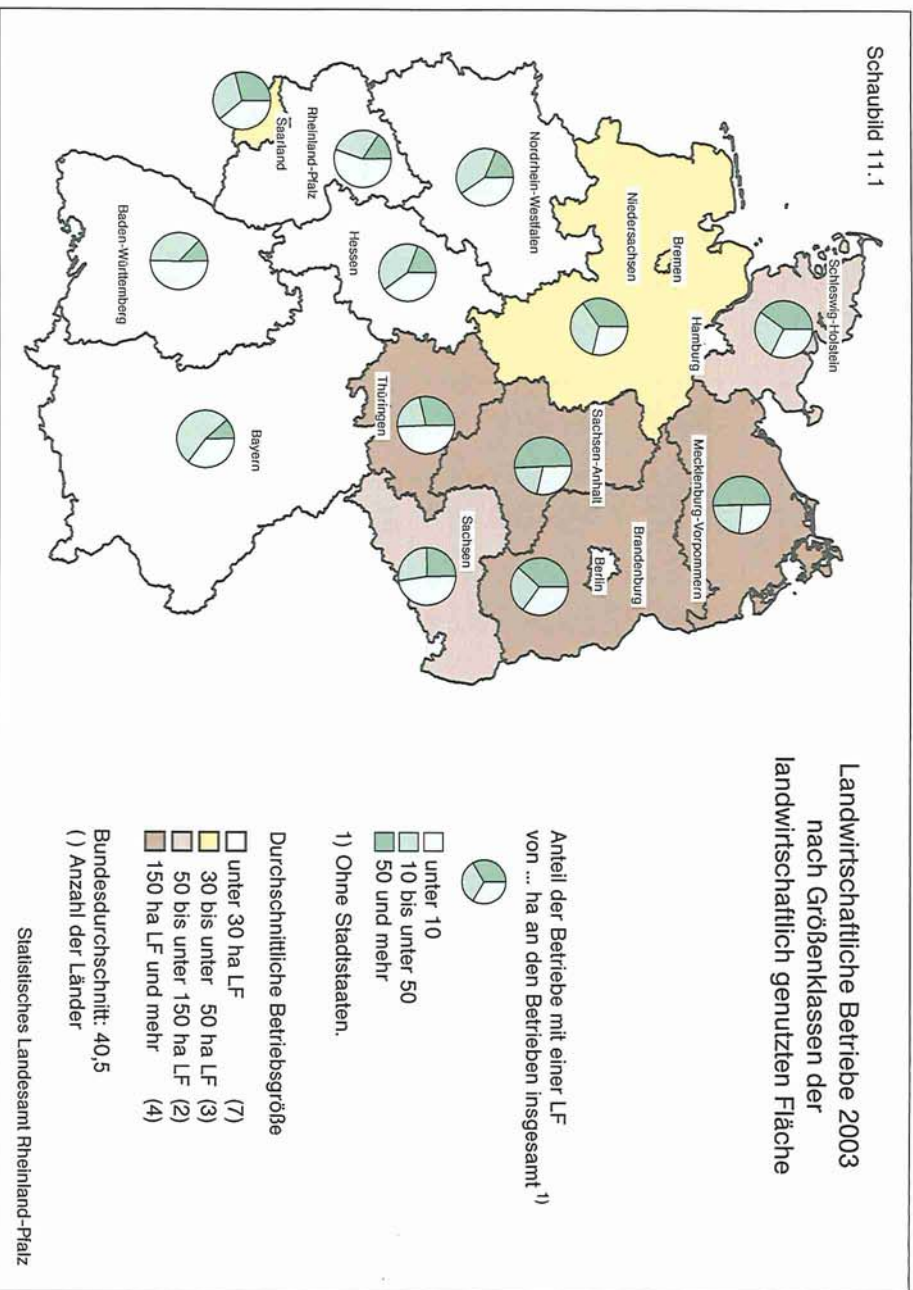 Schaubild 11.1
Landwirtschaftliche Betriebe 2003
nach Größenklassen der
landwirtschaftlich genutzten Fläche
Schleswig-Holstein
Hamburg
Mecklenburg-Vorpommern
Bremen
Niedersachsen
Sachsen-Anhalt
Brandenburg
Berlin
Nordrhein-Westfalen
Hessen
Thüringen
Sachsen
Rheinland-Pfalz
Saarland
Baden-Württemberg
Bayern
Anteil der Betriebe mit einer LF
von ... ha an den Betrieben insgesamt 1)
unter 10
10 bis unter 50
50 und mehr
1) Ohne Stadtstaaten.
Durchschnittliche Betriebsgröße
unter 30 ha LF (7)
30 bis unter 50 ha LF (3)
50 bis unter 150 ha LF (2)
150 ha LF und mehr (4)
Bundesdurchschnitt: 40,5
( ) Anzahl der Länder
Statistisches Landesamt Rheinland-Pfalz